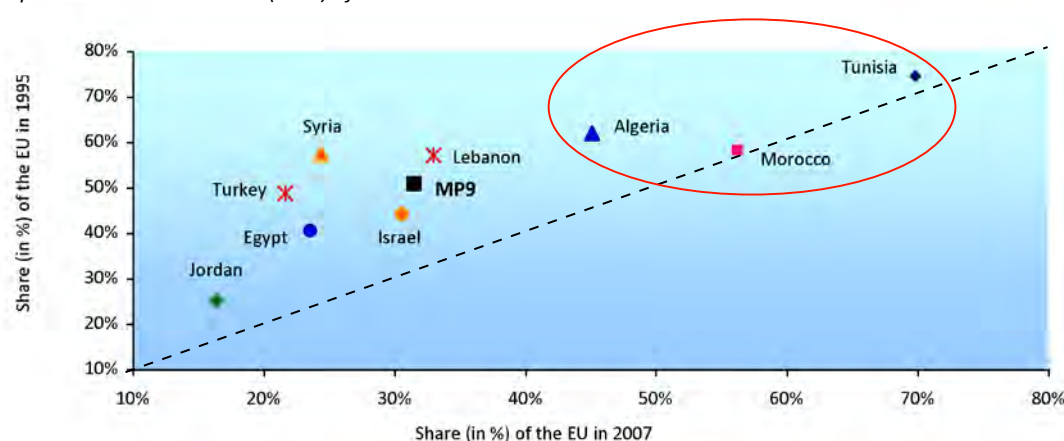 80%
70%
60%
50%
40%
30%
20%
10%
Share (in %) of the EU in 1995
Tunisia
Syria
Algeria
Lebanon
Morocco
Turkey
MP9
Egypt
Israel
Jordan
10%
20%
30%
40%
50%
60%
70%
80%
Share (in %) of the EU in 2007